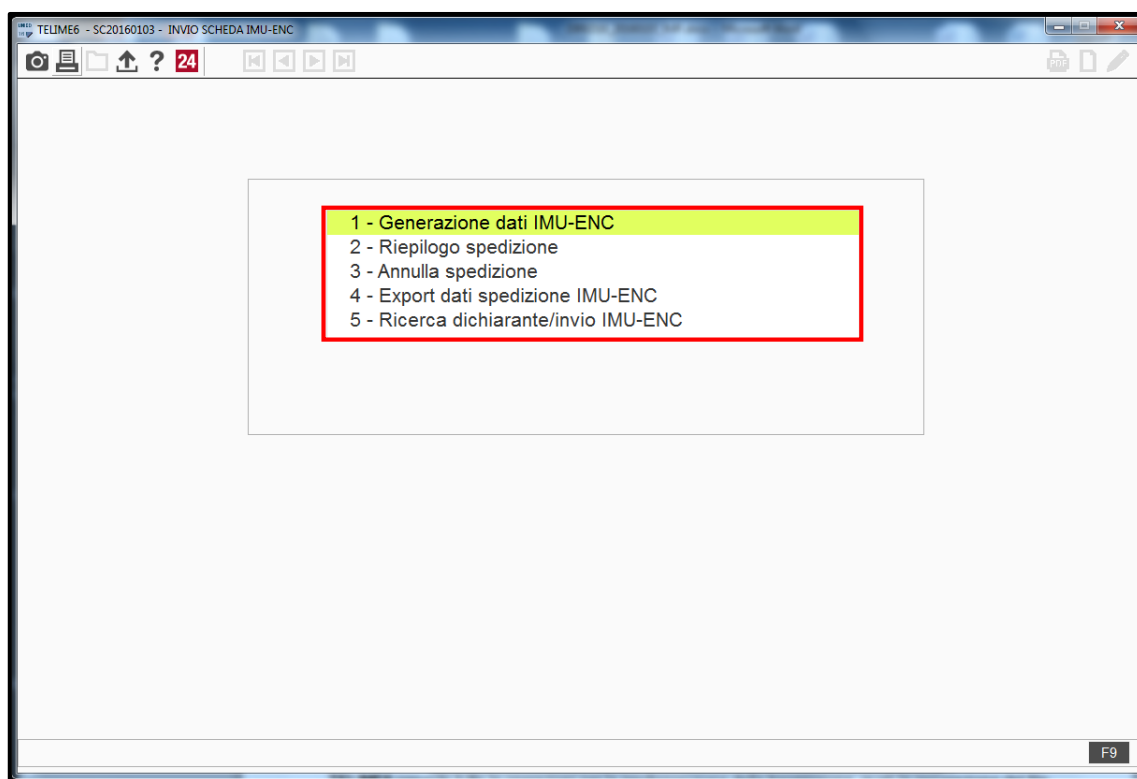 TELIME6 - SC20160103 - INVIO SCHEDA IMU-ENC
? 24
PDF
1 - Generazione dati IMU-ENC
2 - Riepilogo spedizione
3 - Annulla spedizione
4 - Export dati spedizione IMU-ENC
5 - Ricerca dichiarante/invio IMU-ENC
F9